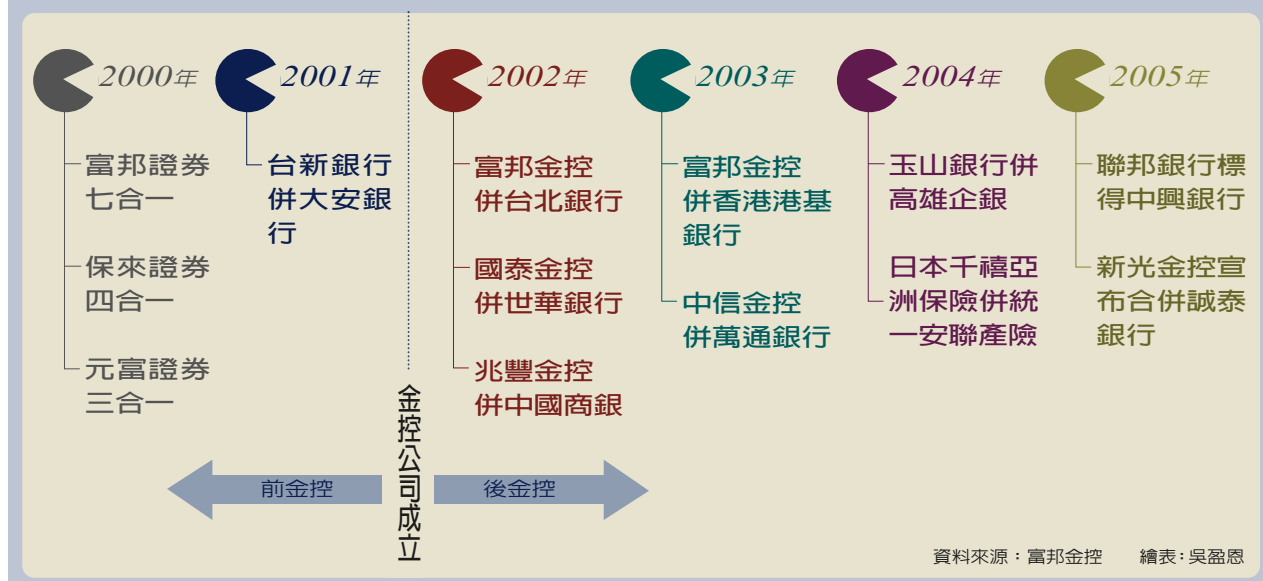 2000年
富邦證券
七合一
保來證券
四合一
元富證券
三合一
2001年
台新銀行
併大安銀
行
金控公司成立
2002年
富邦金控
併台北銀行
國泰金控
併世華銀行
兆豐金控
併中國商銀
2003年
富邦金控
併香港港基
銀行
中信金控
併萬通銀行
2004年
玉山銀行併
高雄企銀
日本千禧亞
洲保險併統
一安聯產險
2005年
聯邦銀行標
得中興銀行
新光金控宣
布合併誠泰
銀行
前金控
後金控
資料來源：富邦金控　繪表：吳盈恩